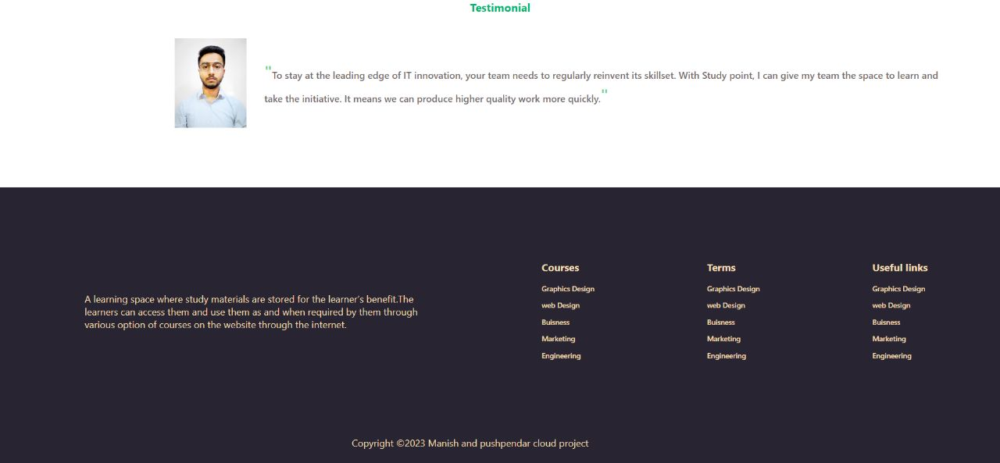 Testimonial
"To stay at the leading edge of IT innovation, your team needs to regularly reinvent its skillset. With Study point, I can give my team the space to learn and
take the initiative. It means we can produce higher quality work more quickly."
A learning space where study materials are stored for the learner's benefit.The
learners can access them and use them as and when required by them through
various option of courses on the website through the internet.
Courses
Graphics Design
web Design
Buisness
Marketing
Engineering
Terms
Graphics Design
web Design
Buisness
Marketing
Engineering
Useful links
Graphics Design
web Design
Buisness
Marketing
Engineering
Copyright ©2023 Manish and pushpendar cloud project